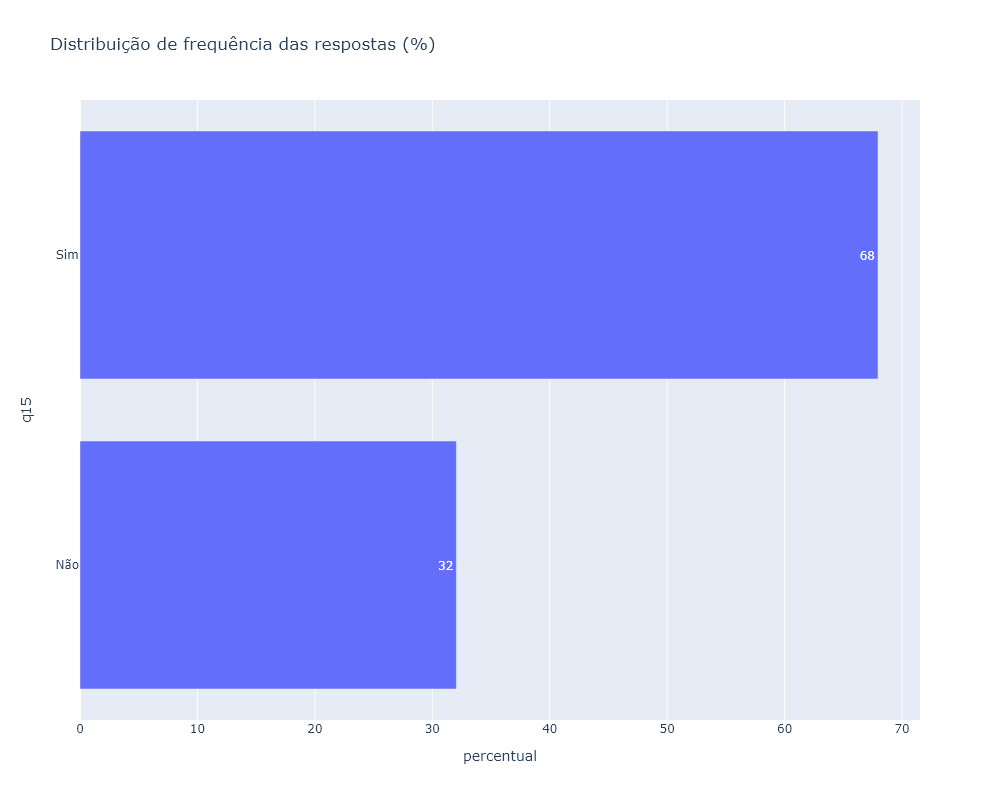 Distribuição de frequência das respostas (%)
Sim
68
q15
Não
32
0 10 20 30 40 50 60 70
percentual